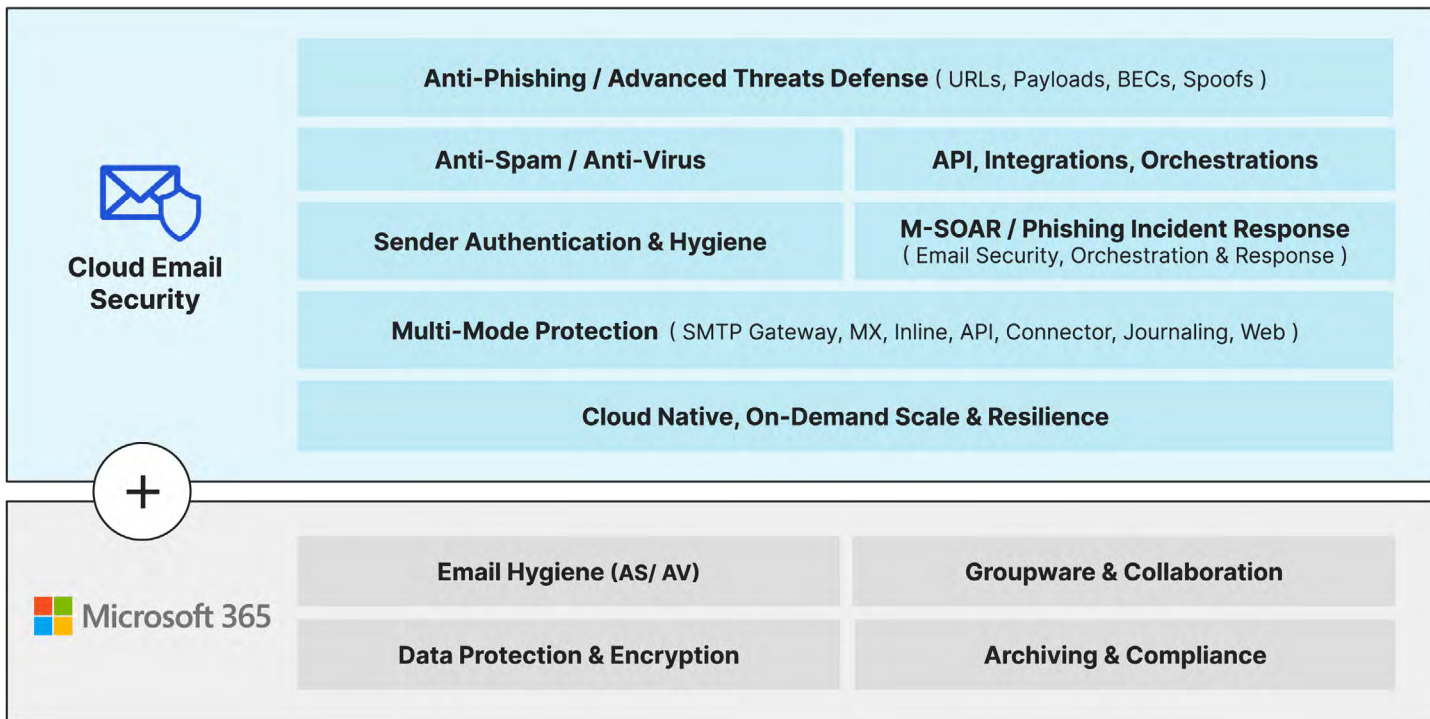 Anti-Phishing / Advanced Threats Defense ( URLs, Payloads, BECs, Spoofs )
Anti-Spam / Anti-Virus
API, Integrations, Orchestrations
Sender Authentication & Hygiene
M-SOAR / Phishing Incident Response
( Email Security, Orchestration & Response )
Cloud Email
Security
Multi-Mode Protection ( SMTP Gateway, MX, Inline, API, Connector, Journaling, Web )
Cloud Native, On-Demand Scale & Resilience
+
Microsoft 365
Email Hygiene (AS/ AV)
Groupware & Collaboration
Data Protection & Encryption
Archiving & Compliance